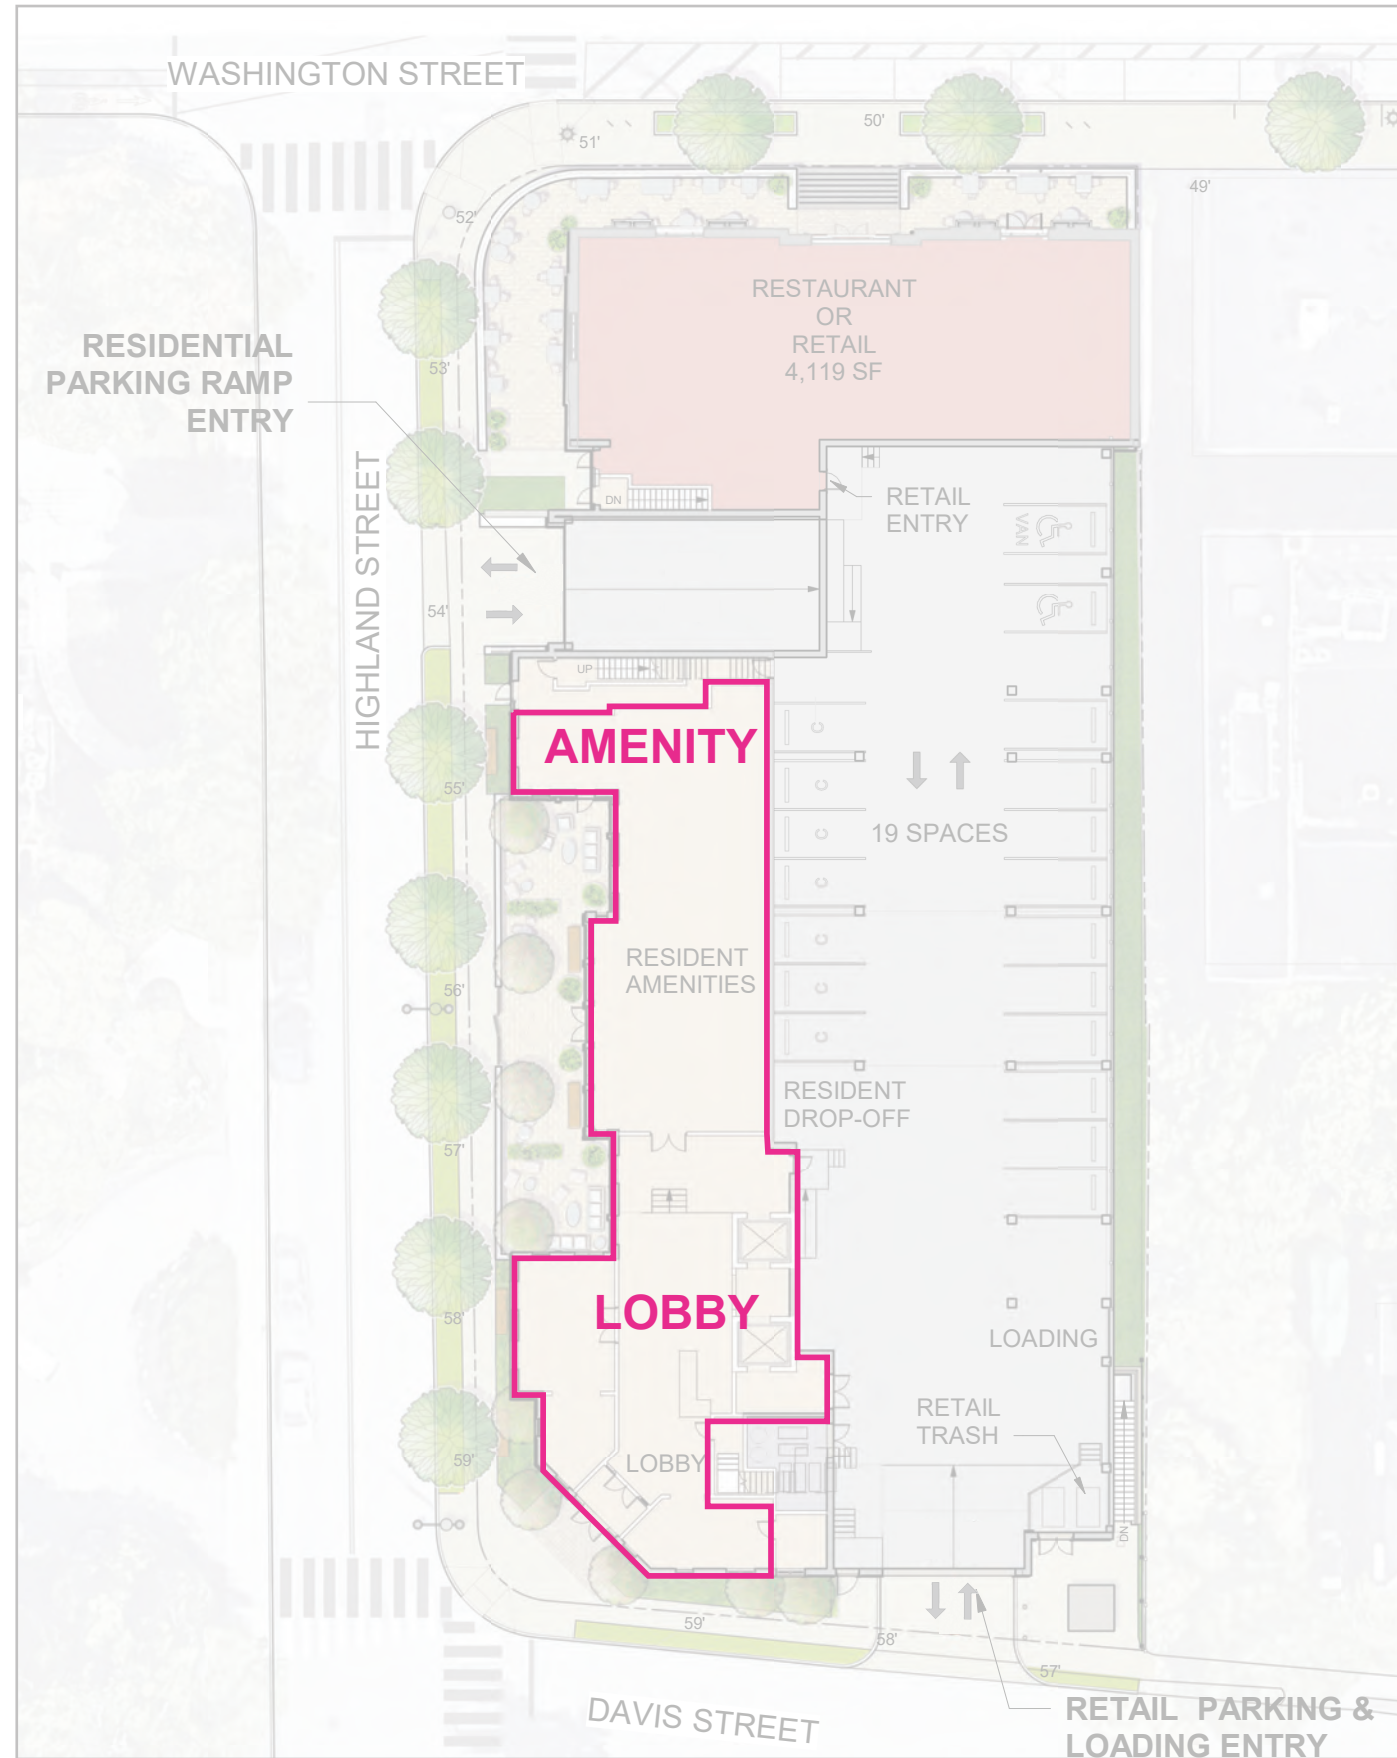 WASHINGTON STREET
51'
50'
49'
52'
RESTAURANT
OR
RETAIL
4,119 SF
RESIDENTIAL
PARKING RAMP
ENTRY
53'
HIGHLAND STREET
DN
RETAIL
ENTRY
VAN
54'
UP
AMENITY
C
C
C
C
C
C
C
55'
19 SPACES
RESIDENT
AMENITIES
56'
RESIDENT
DROP-OFF
57'
LOBBY
58'
LOADING
RETAIL
TRASH
LOBBY
59'
DN
59'
58'
57'
DAVIS STREET
RETAIL PARKING &
LOADING ENTRY